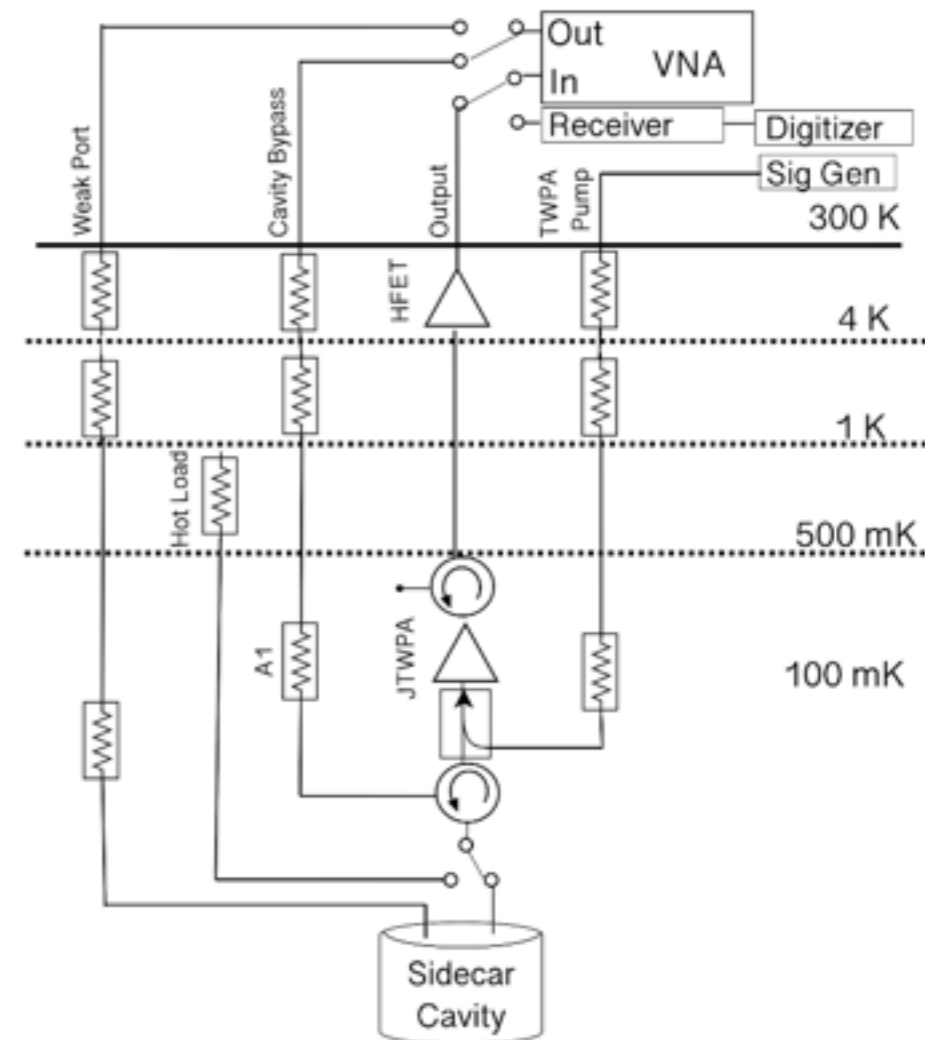 Out
VNA
In
Receiver
Digitizer
Sig Gen
Weak Port
Cavity Bypass
Output
TWPA
Pump
300 K
HFET
4 K
1 K
Hot Load
500 mK
A1
JTWPA
100 mK
Sidecar
Cavity